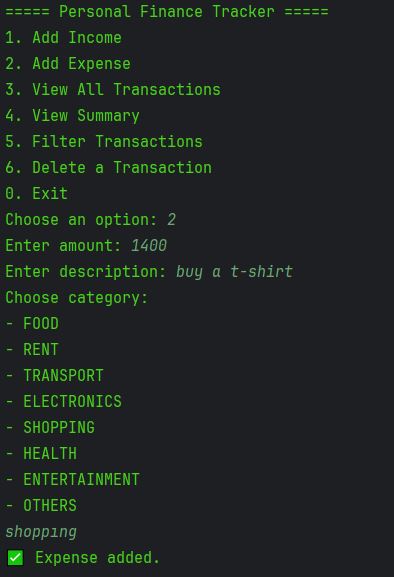 ===== Personal Finance Tracker =====
1. Add Income
2. Add Expense
3. View All Transactions
4. View Summary
5. Filter Transactions
6. Delete a Transaction
0. Exit
Choose an option: 2
Enter amount: 1400
Enter description: buy a t-shirt
Choose category:
- FOOD
- RENT
- TRANSPORT
- ELECTRONICS
- SHOPPING
- HEALTH
- ENTERTAINMENT
- OTHERS
shopping
✅ Expense added.